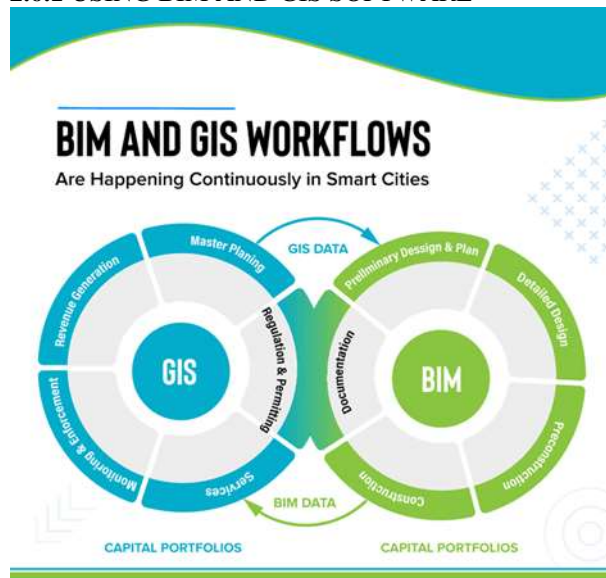 BIM AND GIS WORKFLOWS
Are Happening Continuously in Smart Cities
Master Planing
GIS DATA
Preliminary Dessign & Plan
Revenue Generation
Detailed Design
Regulation & Permitting
Documentation
GIS
BIM
Monitoring & Enforcement
Preconstruction
Services
BIM DATA
Construction
CAPITAL PORTFOLIOS
CAPITAL PORTFOLIOS